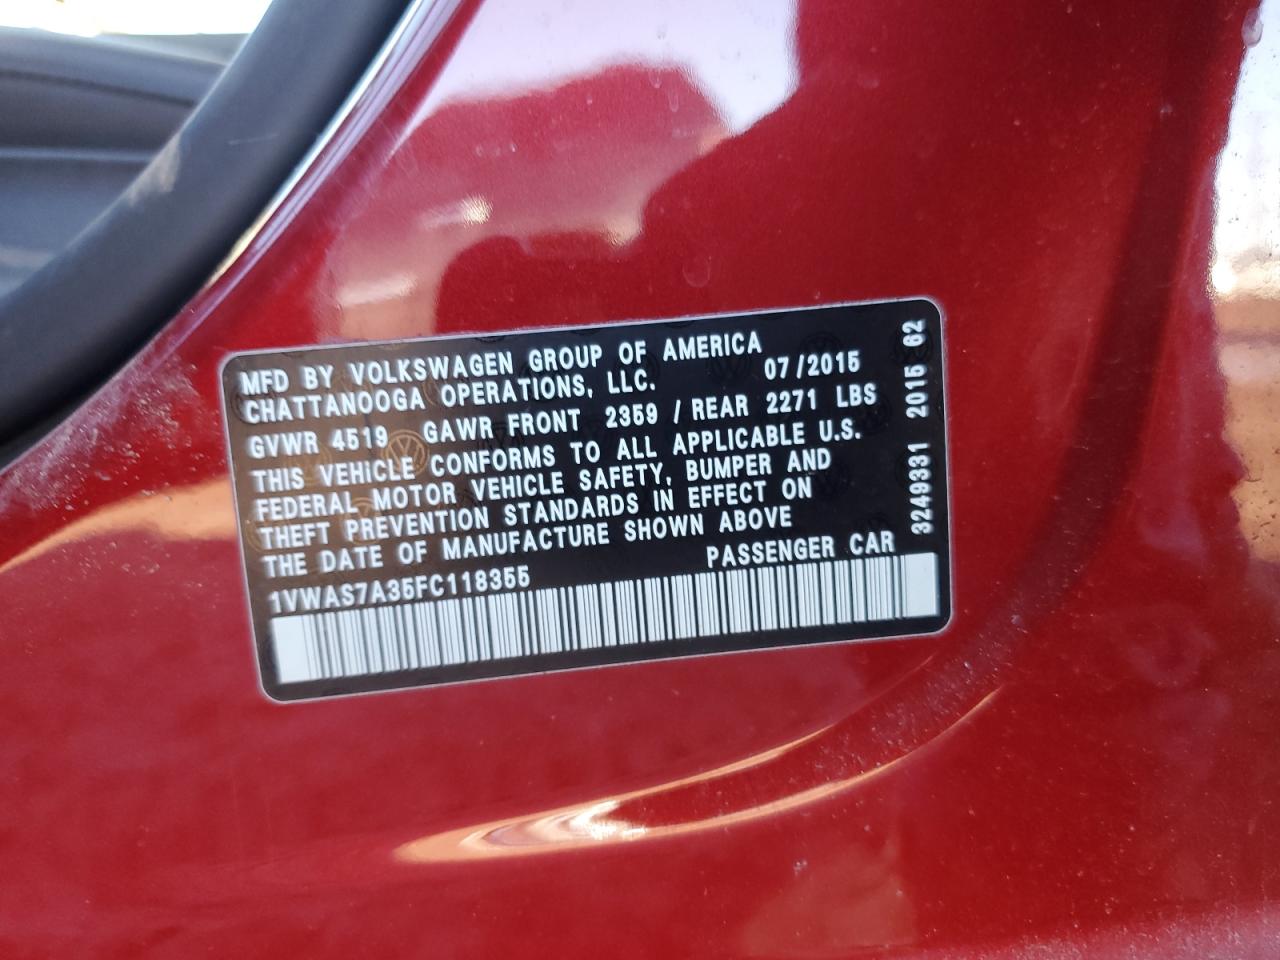 MFD BY VOLKSWAGEN GROUP OF AMERICA
CHATTANOOGA OPERATIONS, LLC. 07/2015
GVWR 4519 GAWR FRONT 2359 / REAR 2271 LBS
THIS VEHICLE CONFORMS TO ALL APPLICABLE U.S.
FEDERAL MOTOR VEHICLE SAFETY, BUMPER AND
THEFT PREVENTION STANDARDS IN EFFECT ON
THE DATE OF MANUFACTURE SHOWN ABOVE
1VWAS7A35FC118355 PASSENGER CAR
3249331 2015 62